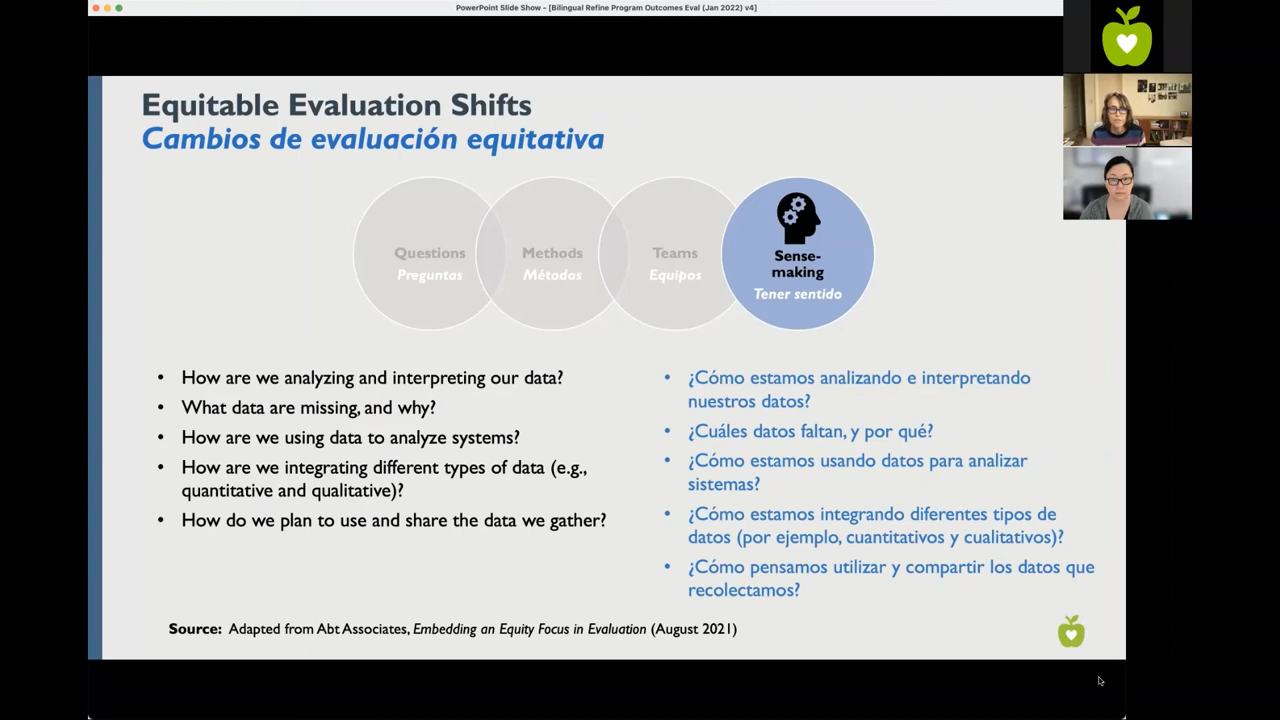 PowerPoint Slide Show - [Bilingual Refine Program Outcomes Eval (Jan 2022) v4]
Equitable Evaluation Shifts
Cambios de evaluación equitativa
Questions
Preguntas
Methods
Métodos
Teams
Equipos
Sense-
making
Tener sentido
• How are we analyzing and interpreting our data?
• What data are missing, and why?
• How are we using data to analyze systems?
• How are we integrating different types of data (e.g.,
quantitative and qualitative)?
• How do we plan to use and share the data we gather?
• ¿Cómo estamos analizando e interpretando
nuestros datos?
• ¿Cuáles datos faltan, y por qué?
• ¿Cómo estamos usando datos para analizar
sistemas?
• ¿Cómo estamos integrando diferentes tipos de
datos (por ejemplo, cuantitativos y cualitativos)?
• ¿Cómo pensamos utilizar y compartir los datos que
recolectamos?
Source: Adapted from Abt Associates, Embedding an Equity Focus in Evaluation (August 2021)